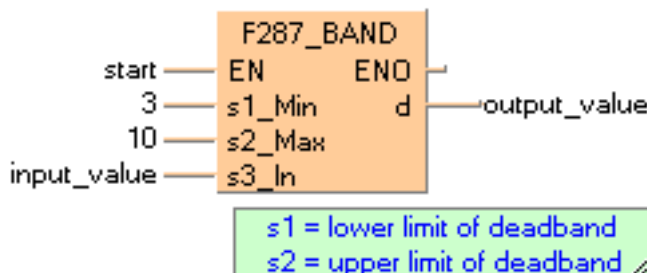 F287_BAND
start EN ENO
3 s1_Min d output_value
10 s2_Max
input_value s3_In
s1 = lower limit of deadband
s2 = upper limit of deadband